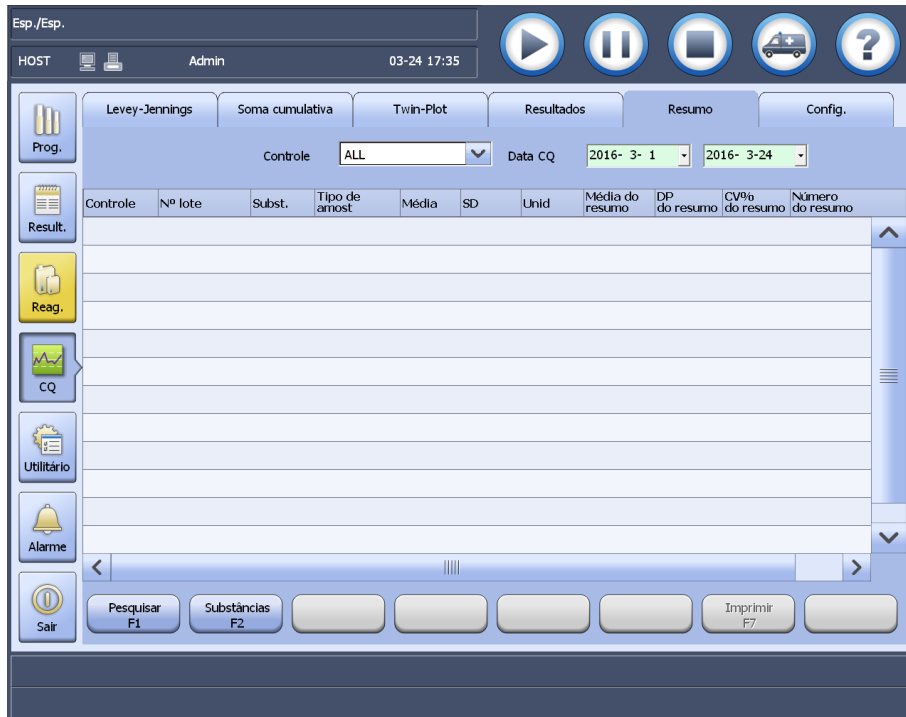 Esp./Esp.
HOST Admin 03-24 17:35
?
Levey-Jennings Soma cumulativa Twin-Plot Resultados Resumo Config.
Prog.
Controle ALL Data CQ 2016- 3- 1 2016- 3-24
Controle Nº lote Subst. Tipo de amost Média SD Unid Média do resumo DP do resumo CV% do resumo Número do resumo
Result.
Reag.
CQ
Utilitário
Alarme
Sair
Pesquisar F1 Substâncias F2 Imprimir F7